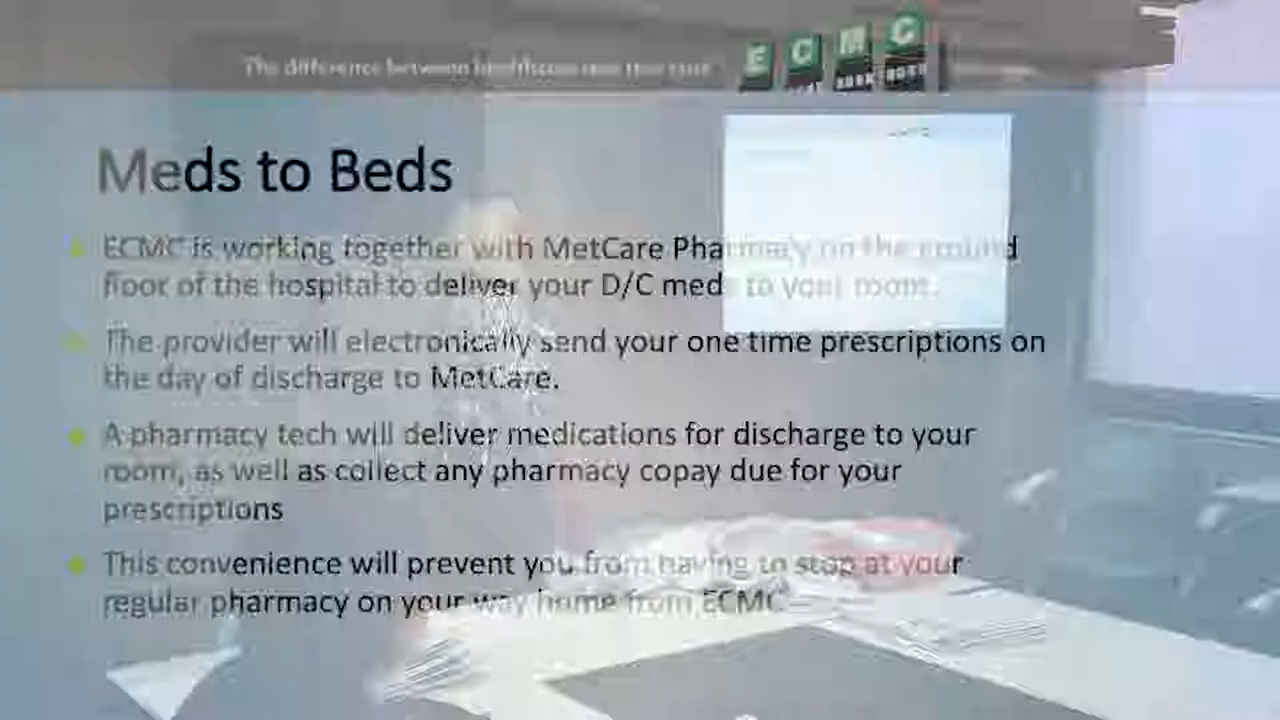 The difference between healthcare and true care
E C M C
Meds to Beds
ECMC is working together with MetCare Pharmacy on the ground
floor of the hospital to deliver your D/C meds to your room.
The provider will electronically send your one time prescriptions on
the day of discharge to MetCare.
A pharmacy tech will deliver medications for discharge to your
room, as well as collect any pharmacy copay due for your
prescriptions
This convenience will prevent you from having to stop at your
regular pharmacy on your way home from ECMC